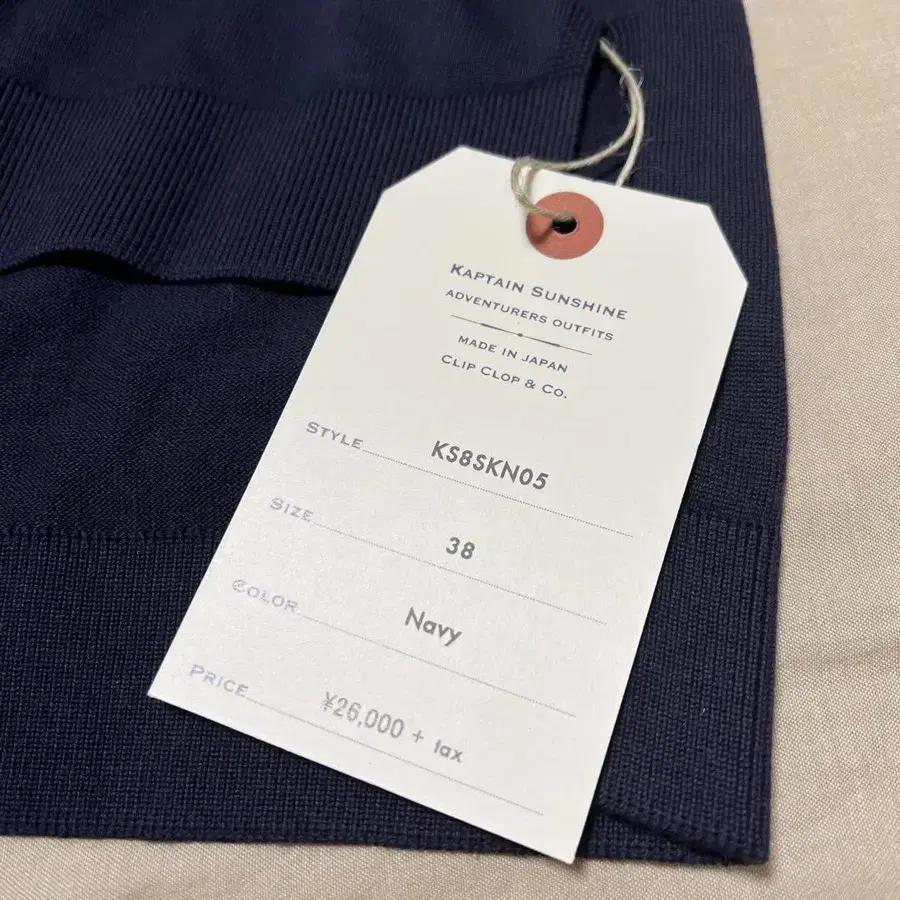 KAPTAIN SUNSHINE
ADVENTURERS OUTFITS
MADE IN JAPAN
CLIP CLOP & CO.
STYLE KS8SKN05
SIZE 38
COLOR Navy
PRICE ¥26,000 + tax